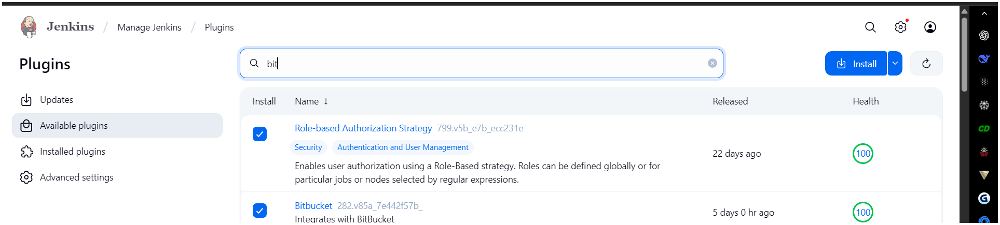 Jenkins / Manage Jenkins / Plugins
Plugins
bit
Install
Updates
Available plugins
Installed plugins
Advanced settings
Install Name ↓ Released Health
Role-based Authorization Strategy 799.v5b_e7b_ecc231e
Security Authentication and User Management
Enables user authorization using a Role-Based strategy. Roles can be defined globally or for
particular jobs or nodes selected by regular expressions.
22 days ago
100
Bitbucket 282.v85a_7e442f57b_
Integrates with BitBucket
5 days 0 hr ago
100
CD